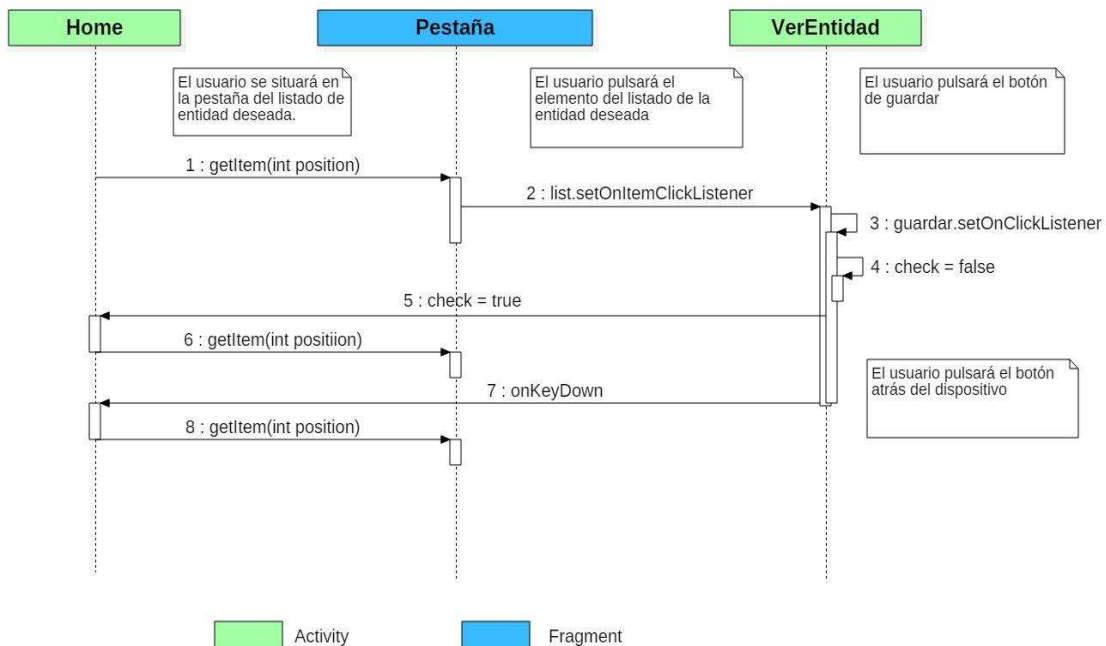 Home
Pestaña
VerEntidad
El usuario se situará en
la pestaña del listado de
entidad deseada.
El usuario pulsará el
elemento del listado de la
entidad deseada
El usuario pulsará el botón
de guardar
1 : getItem(int position)
2 : list.setOnItemClickListener
3 : guardar.setOnClickListener
4 : check = false
5 : check = true
6 : getItem(int positiion)
El usuario pulsará el botón
atrás del dispositivo
7 : onKeyDown
8 : getItem(int position)
Activity
Fragment